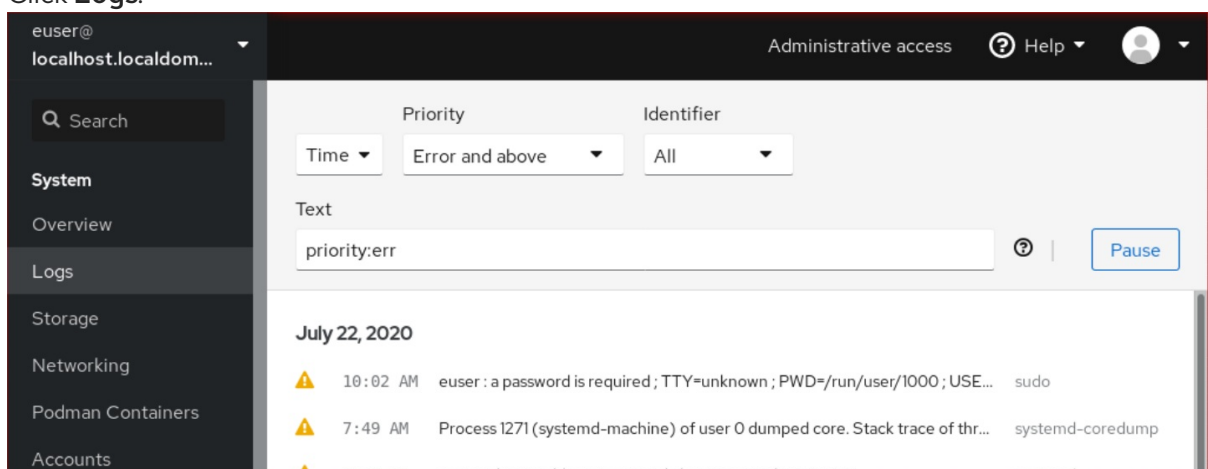 Click Logs.
euser@
localhost.localdom...
Administrative access
Help
Search
System
Overview
Logs
Storage
Networking
Podman Containers
Accounts
Priority
Identifier
Time
Error and above
All
Text
priority:err
Pause
July 22, 2020
10:02 AM euser : a password is required ; TTY=unknown ; PWD=/run/user/1000 ; USE... sudo
7:49 AM Process 1271 (systemd-machine) of user 0 dumped core. Stack trace of thr... systemd-coredump